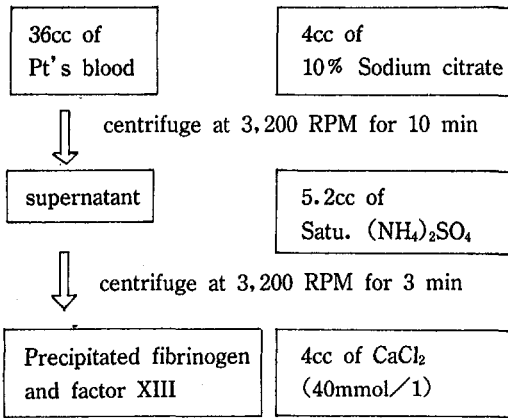 36cc of
Pt's blood
4cc of
10% Sodium citrate
centrifuge at 3,200 RPM for 10 min
supernatant
5.2cc of
Satu. (NH₄)₂SO₄
centrifuge at 3,200 RPM for 3 min
Precipitated fibrinogen
and factor XIII
4cc of CaCl₂
(40mmol/1)